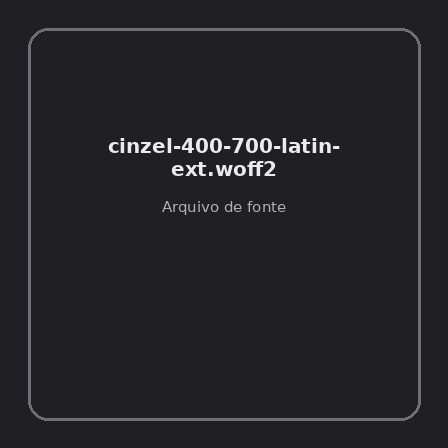 cinzel-400-700-latin-
ext.woff2
Arquivo de fonte